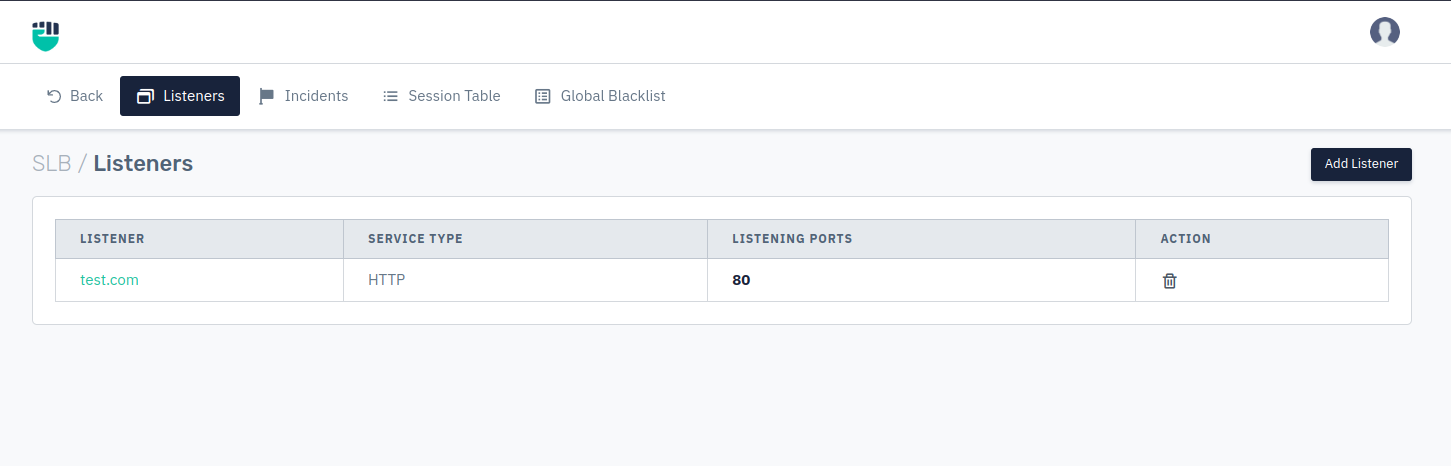 Back Listeners Incidents Session Table Global Blacklist
SLB / Listeners Add Listener
LISTENER SERVICE TYPE LISTENING PORTS ACTION
test.com HTTP 80